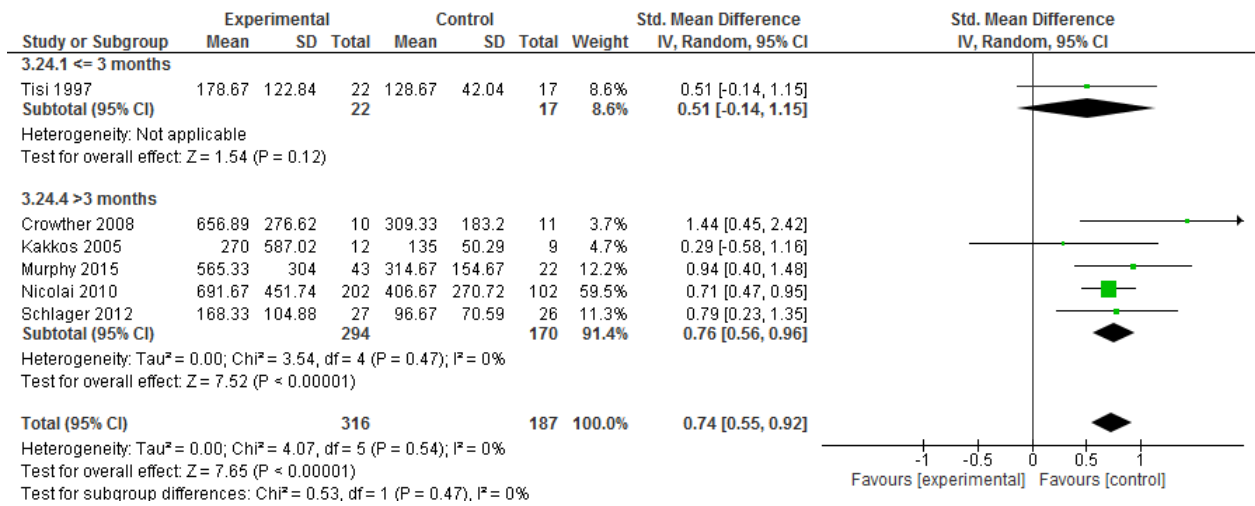 Experimental Control Std. Mean Difference Std. Mean Difference
Study or Subgroup Mean SD Total Mean SD Total Weight IV, Random, 95% CI IV, Random, 95% CI
3.24.1 <= 3 months
Tisi 1997 178.67 122.84 22 128.67 42.04 17 8.6% 0.51 [-0.14, 1.15]
Subtotal (95% CI) 22 17 8.6% 0.51 [-0.14, 1.15]
Heterogeneity: Not applicable
Test for overall effect: Z = 1.54 (P = 0.12)
3.24.4 >3 months
Crowther 2008 656.89 276.62 10 309.33 183.2 11 3.7% 1.44 [0.45, 2.42]
Kakkos 2005 270 587.02 12 135 50.29 9 4.7% 0.29 [-0.58, 1.16]
Murphy 2015 565.33 304 43 314.67 154.67 22 12.2% 0.94 [0.40, 1.48]
Nicolai 2010 691.67 451.74 202 406.67 270.72 102 59.5% 0.71 [0.47, 0.95]
Schlager 2012 168.33 104.88 27 96.67 70.59 26 11.3% 0.79 [0.23, 1.35]
Subtotal (95% CI) 294 170 91.4% 0.76 [0.56, 0.96]
Heterogeneity: Tau² = 0.00; Chi² = 3.54, df = 4 (P = 0.47); I² = 0%
Test for overall effect: Z = 7.52 (P < 0.00001)
Total (95% CI) 316 187 100.0% 0.74 [0.55, 0.92]
Heterogeneity: Tau² = 0.00; Chi² = 4.07, df = 5 (P = 0.54); I² = 0%
Test for overall effect: Z = 7.65 (P < 0.00001)
Test for subgroup differences: Chi² = 0.53, df = 1 (P = 0.47), I² = 0%
-1 -0.5 0 0.5 1
Favours [experimental] Favours [control]